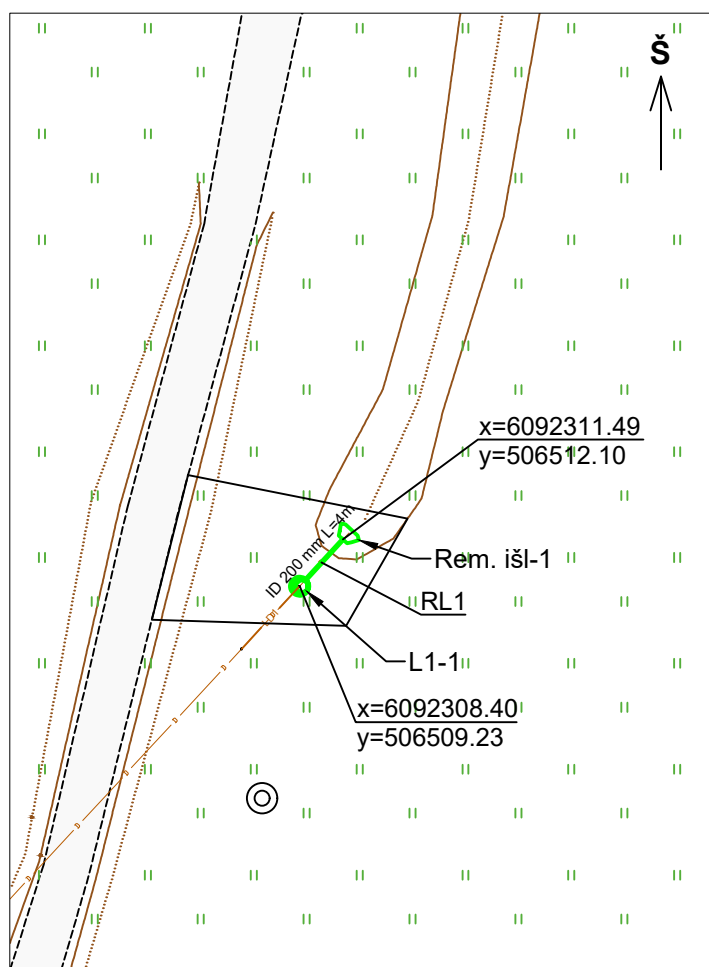 Š
x=6092311.49
y=506512.10
ID 200 mm L=4m
Rem. išl-1
RL1
L1-1
x=6092308.40
y=506509.23
D
D
D
D
D